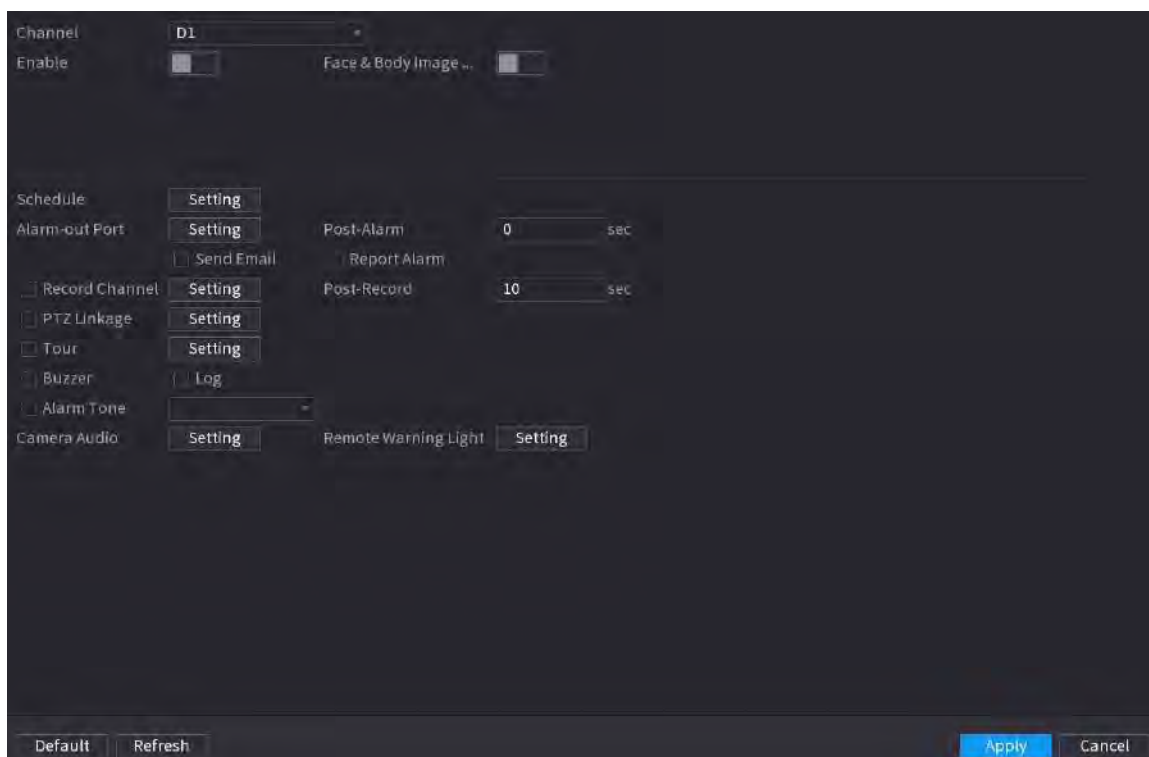 Channel D1
Enable Face & Body Image ...
Schedule Setting
Alarm-out Port Setting Post-Alarm 0 sec
Send Email Report Alarm
Record Channel Setting Post-Record 10 sec
PTZ Linkage Setting
Tour Setting
Buzzer Log
Alarm Tone
Camera Audio Setting Remote Warning Light Setting
Default Refresh Apply Cancel